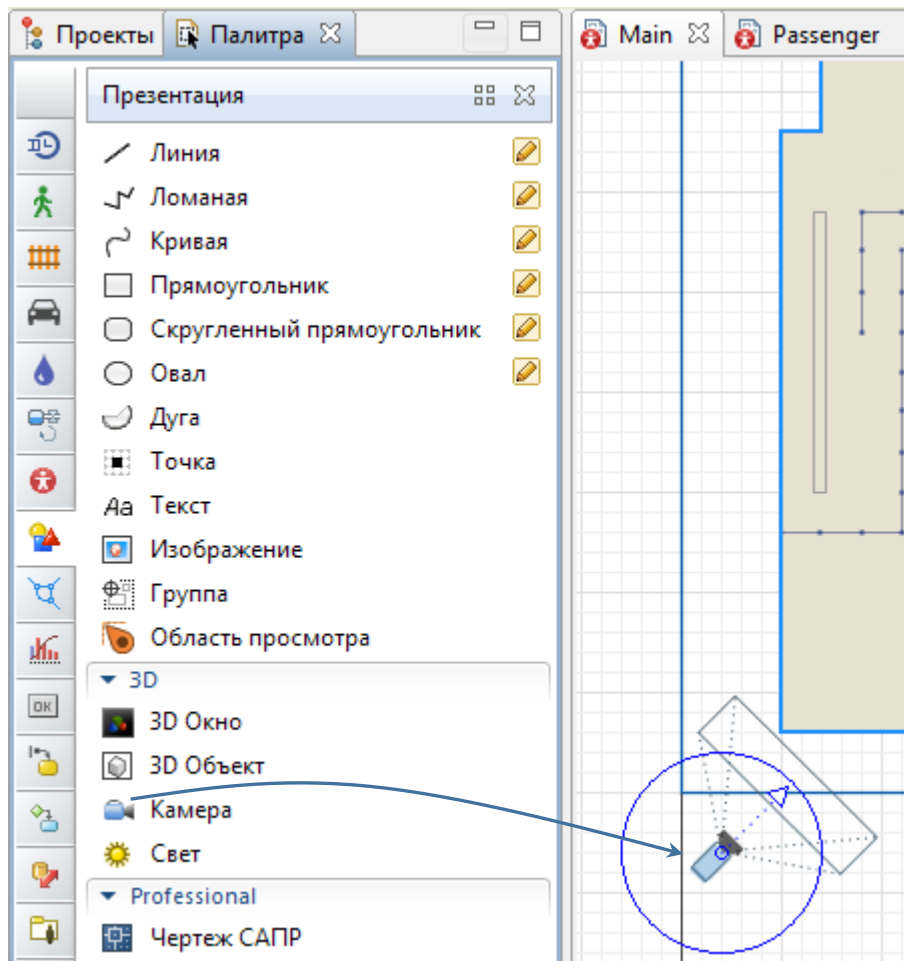 Проекты Палитра Main Passenger
Презентация
Линия
Ломаная
Кривая
Прямоугольник
Скругленный прямоугольник
Овал
Дуга
Точка
Aa Текст
Изображение
Группа
Область просмотра
3D
3D Окно
OK
3D Объект
Камера
Свет
Professional
Чертеж САПР